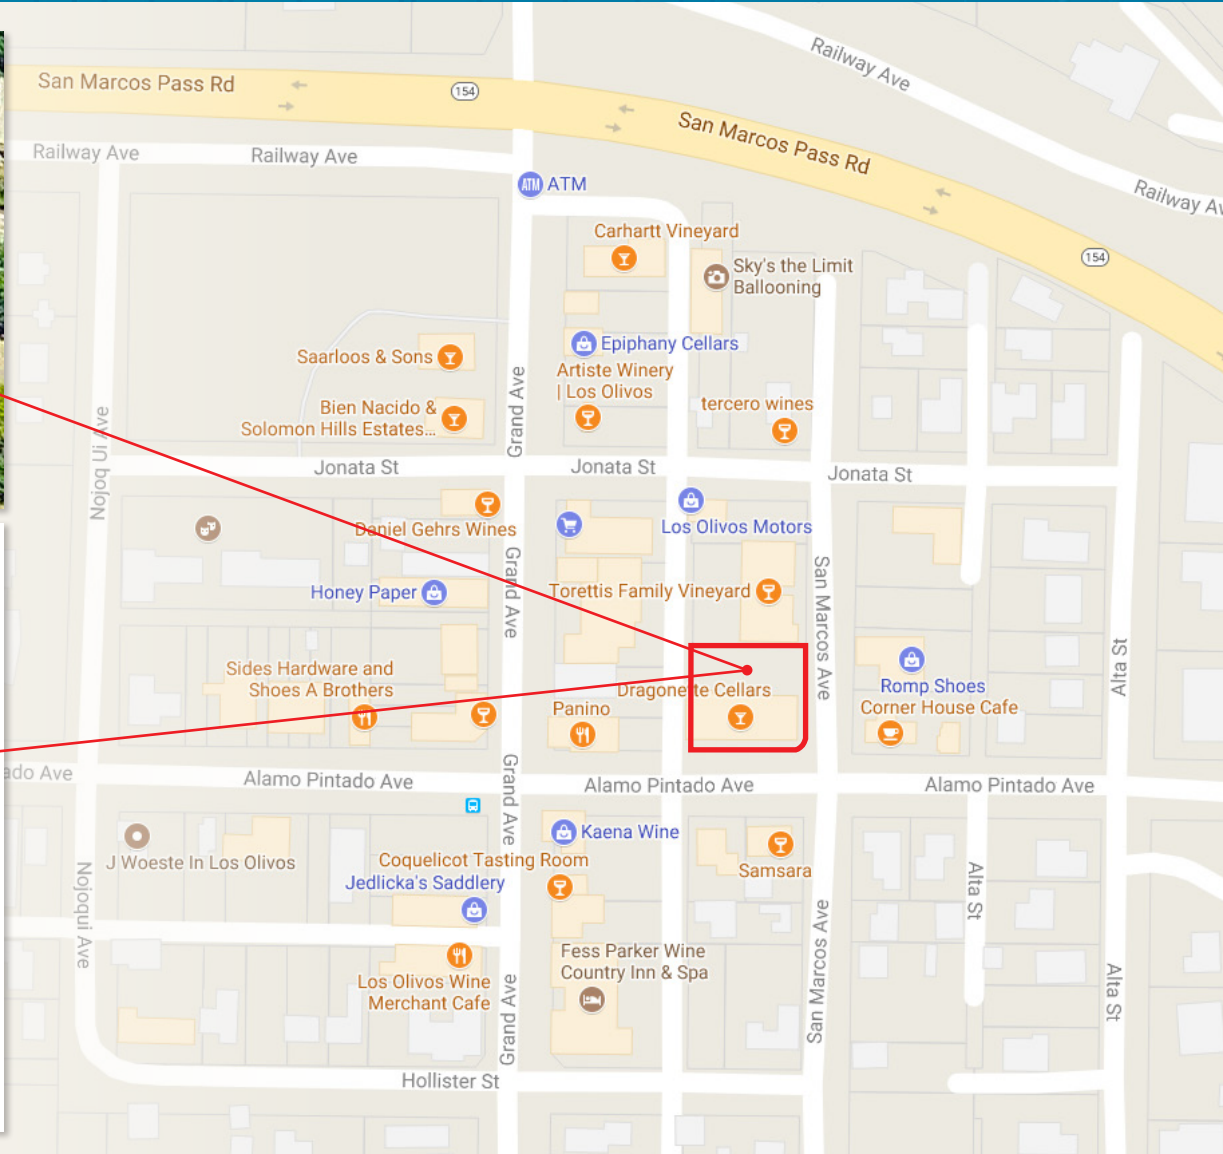 Railway Ave
San Marcos Pass Rd
154
San Marcos Pass Rd
Railway Ave
Railway Ave
ATM ATM
Railway Av
Carhartt Vineyard
154
Sky's the Limit
Ballooning
Epiphany Cellars
Saarloos & Sons
Artiste Winery
| Los Olivos
Grand Ave
Bien Nacido &
Solomon Hills Estates...
tercero wines
Nojoq Ui Ave
Jonata St
Jonata St
Jonata St
Daniel Gehrs Wines
Los Olivos Motors
Honey Paper
Grand Ave
Torettis Family Vineyard
San Marcos Ave
Sides Hardware and
Shoes A Brothers
Dragonette Cellars
Romp Shoes
Alta St
Panino
Corner House Cafe
ado Ave
Alamo Pintado Ave
Grand Ave
Alamo Pintado Ave
Alamo Pintado Ave
Kaena Wine
J Woeste In Los Olivos
Coquelicot Tasting Room
Samsara
Jedlicka's Saddlery
Alta St
Nojoqui Ave
Fess Parker Wine
Country Inn & Spa
San Marcos Ave
Los Olivos Wine
Merchant Cafe
Grand Ave
Alta St
Hollister St